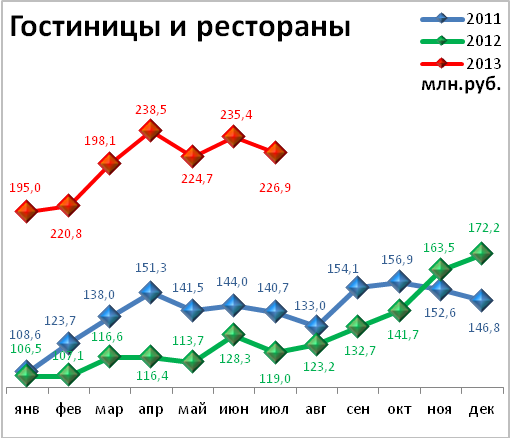 Гостиницы и рестораны
2011
2012
2013
млн.руб.
195,0 220,8 198,1 238,5 224,7 235,4 226,9
108,6 123,7 138,0 151,3 141,5 144,0 140,7 133,0 154,1 156,9 152,6 146,8
106,5 107,1 116,6 116,4 113,7 128,3 119,0 123,2 132,7 141,7 163,5 172,2
янв фев мар апр май июн июл авг сен окт ноя дек